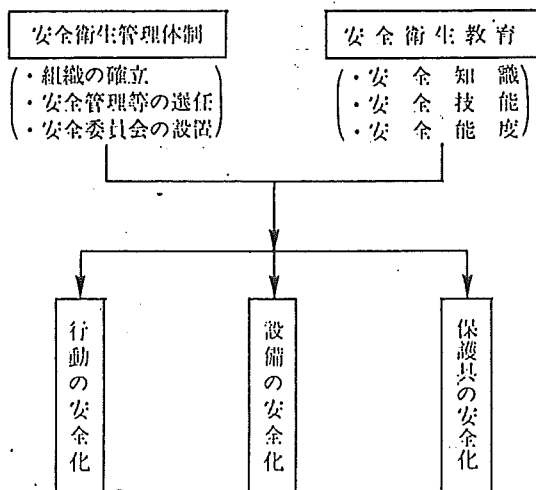 安全衛生管理体制
・組織の確立
・安全管理等の選任
・安全委員会の設置
安全衛生教育
・安全知識
・安全技能
・安全能度
行動の安全化
設備の安全化
保護具の安全化